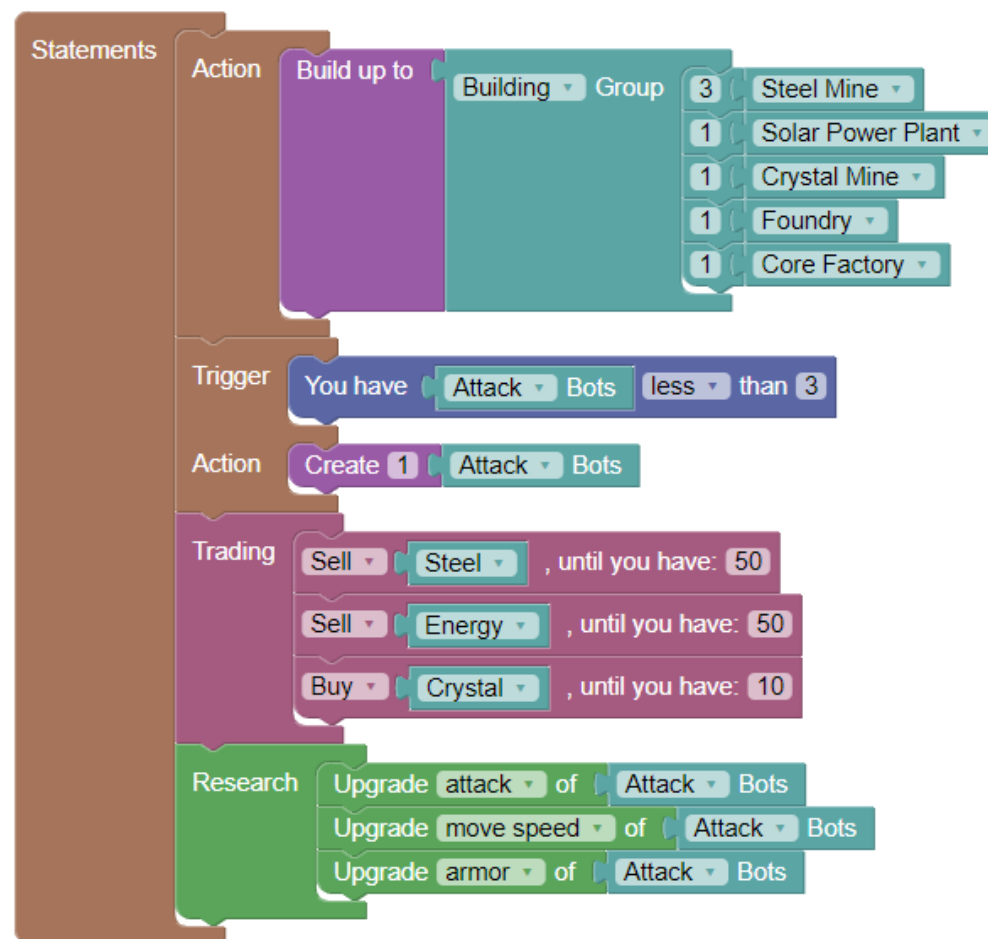 Statements
Action Build up to Building Group 3 Steel Mine
1 Solar Power Plant
1 Crystal Mine
1 Foundry
1 Core Factory
Trigger You have Attack Bots less than 3
Action Create 1 Attack Bots
Trading Sell Steel , until you have: 50
Sell Energy , until you have: 50
Buy Crystal , until you have: 10
Research Upgrade attack of Attack Bots
Upgrade move speed of Attack Bots
Upgrade armor of Attack Bots